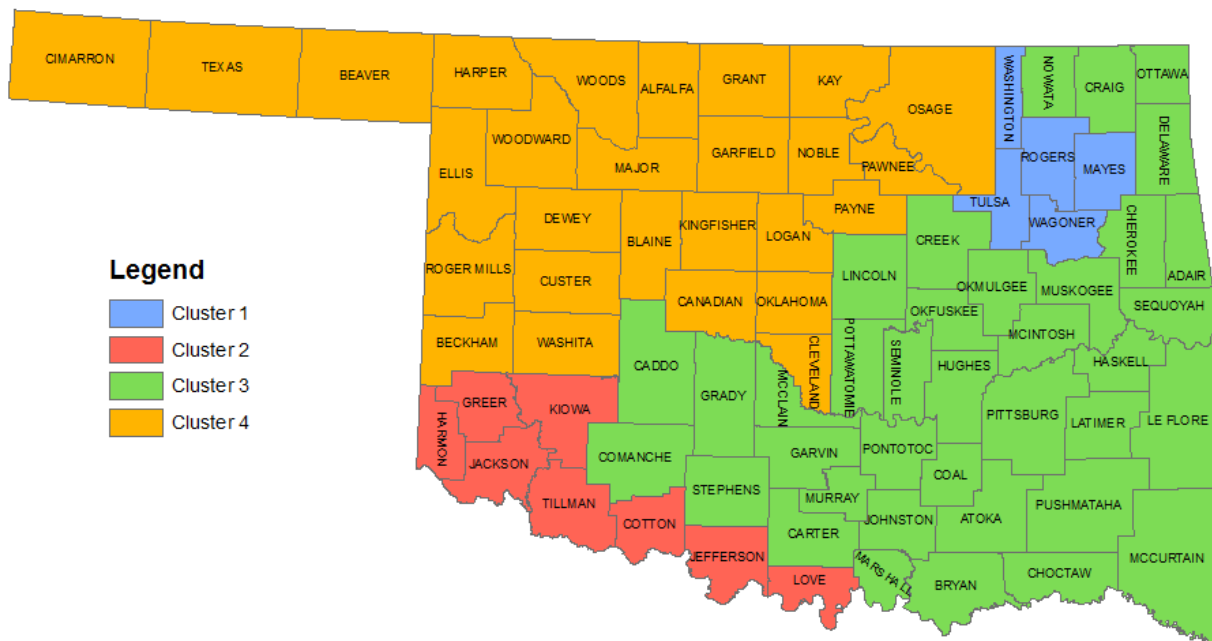 CIMARRON
TEXAS
BEAVER
HARPER
WOODS
ALFALFA
GRANT
KAY
OSAGE
WASHINGTON
NOWATA
CRAIG
OTTAWA
DELAWARE
ELLIS
WOODWARD
MAJOR
GARFIELD
NOBLE
PAWNEE
ROGERS
MAYES
DEWEY
BLAINE
KINGFISHER
LOGAN
PAYNE
CREEK
TULSA
WAGONER
CHEROKEE
ADAIR
ROGER MILLS
CUSTER
CANADIAN
OKLAHOMA
LINCOLN
OKMULGEE
MUSKOGEE
SEQUOYAH
Legend
Cluster 1
Cluster 2
Cluster 3
Cluster 4
BECKHAM
WASHITA
CADDO
GRADY
MCCLAIN
CLEVELAND
POTTAWATOMIE
SEMINOLE
OKFUSKEE
MCINTOSH
HUGHES
HASKELL
HARMON
GREER
KIOWA
JACKSON
TILLMAN
COMANCHE
STEPHENS
GARVIN
PONTOTOC
PITTSBURG
LATIMER
LE FLORE
COTTON
JEFFERSON
MURRAY
COAL
CARTER
JOHNSTON
ATOKA
PUSHMATAHA
MCCURTAIN
LOVE
MARSHALL
BRYAN
CHOCTAW